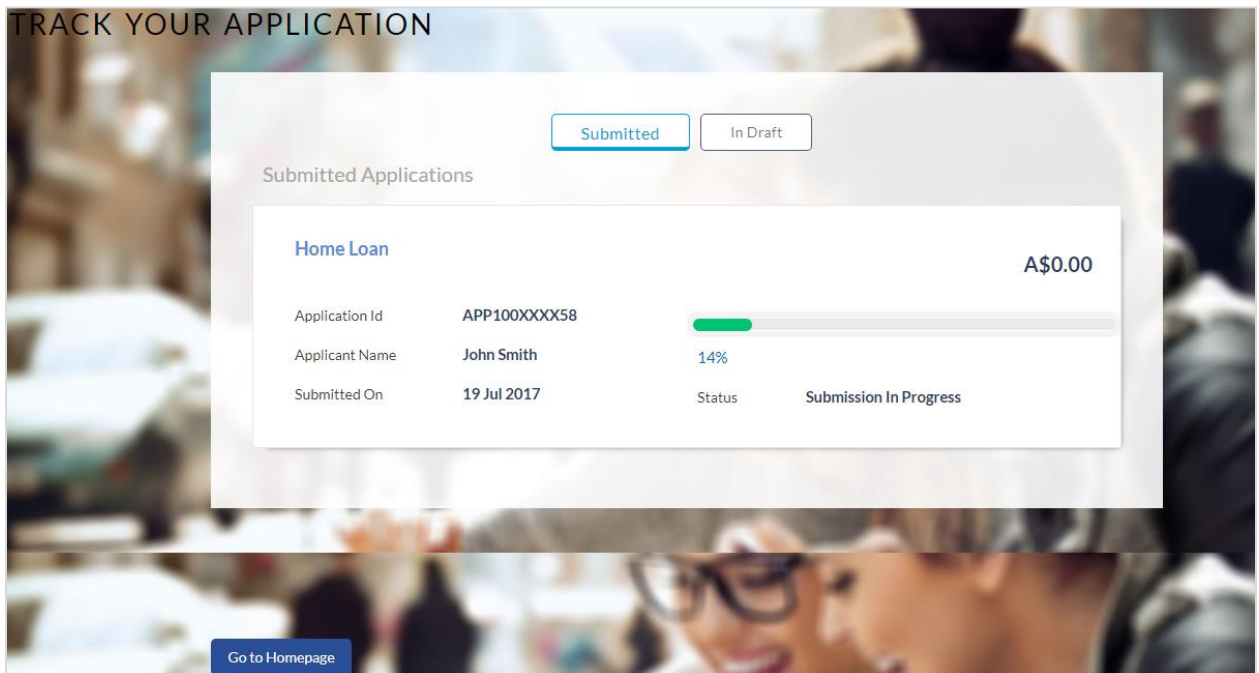 TRACK YOUR APPLICATION
Submitted
In Draft
Submitted Applications
Home Loan
A$0.00
Application Id APP100XXXX58
Applicant Name John Smith
14%
Submitted On 19 Jul 2017
Status Submission In Progress
Go to Homepage